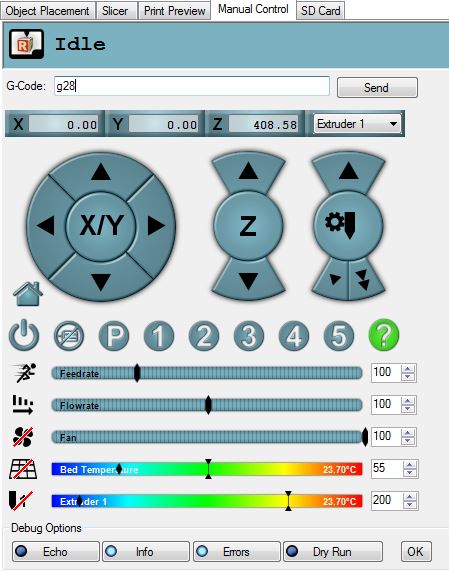 Object Placement Slicer Print Preview Manual Control SD Card
R Idle
G-Code: g28 Send
X 0.00 Y 0.00 Z 408.58 Extruder 1
X/Y Z
P 1 2 3 4 5 ?
Feedrate 100
Flowrate 100
Fan 100
Bed Temperature 23.70°C 55
Extruder 1 23.70°C 200
Debug Options
Echo Info Errors Dry Run OK